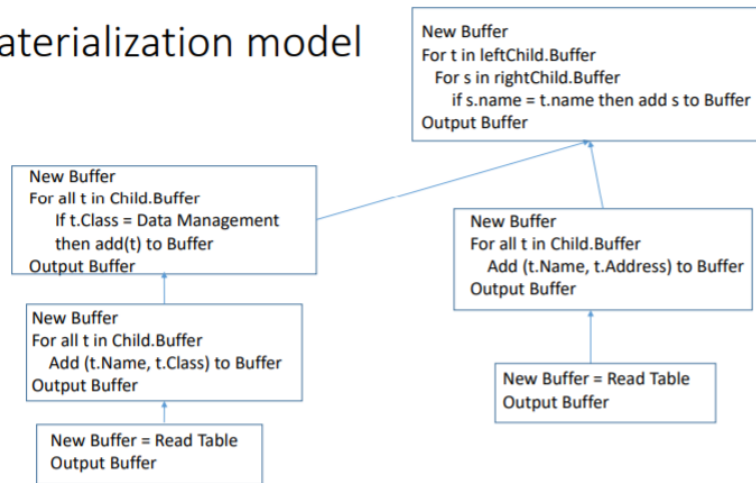 aterialization model
New Buffer
For t in leftChild.Buffer
For s in rightChild.Buffer
if s.name = t.name then add s to Buffer
Output Buffer
New Buffer
For all t in Child.Buffer
If t.Class = Data Management
then add(t) to Buffer
Output Buffer
New Buffer
For all t in Child.Buffer
Add (t.Name, t.Address) to Buffer
Output Buffer
New Buffer
For all t in Child.Buffer
Add (t.Name, t.Class) to Buffer
Output Buffer
New Buffer = Read Table
Output Buffer
New Buffer = Read Table
Output Buffer